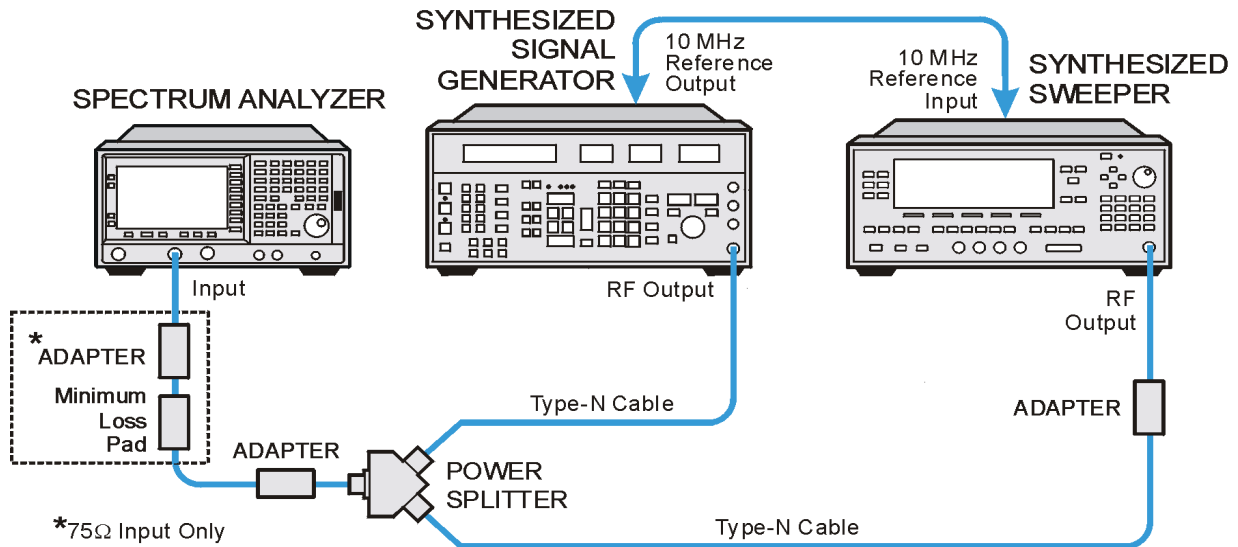 SYNTHESIZED
SIGNAL
GENERATOR
10 MHz
Reference
Output
10 MHz
Reference
Input
SYNTHESIZED
SWEEPER
SPECTRUM ANALYZER
Input
RF Output
RF
Output
*ADAPTER
Minimum
Loss
Pad
Type-N Cable
ADAPTER
ADAPTER
POWER
SPLITTER
*75Ω Input Only
Type-N Cable